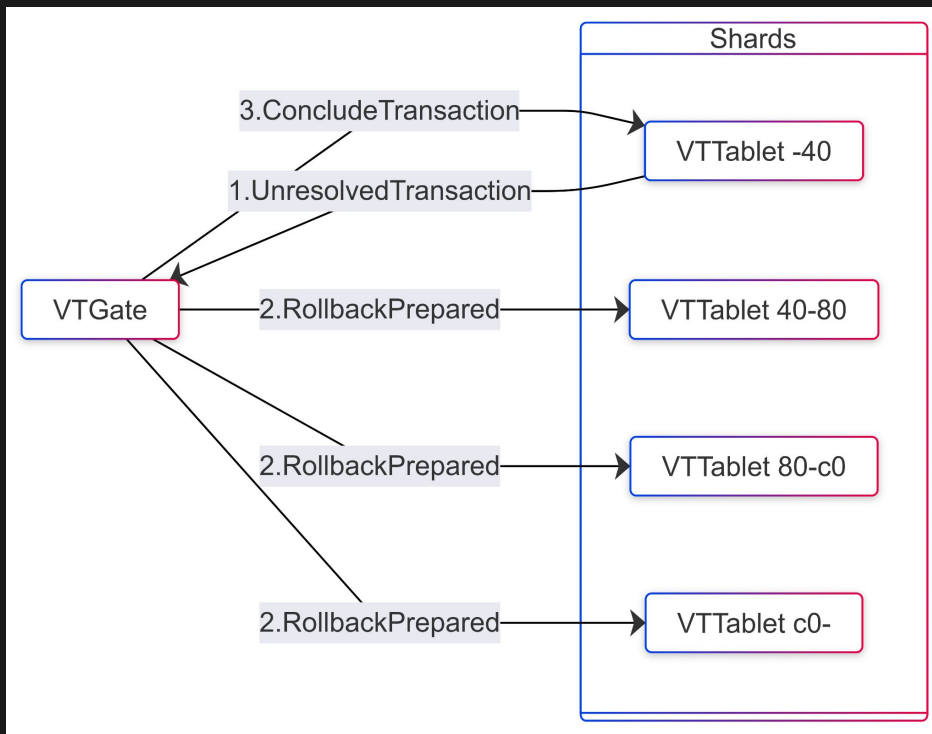 Shards
3.ConcludeTransaction
VTTablet -40
1.UnresolvedTransaction
VTGate
2.RollbackPrepared
VTTablet 40-80
2.RollbackPrepared
VTTablet 80-c0
2.RollbackPrepared
VTTablet c0-